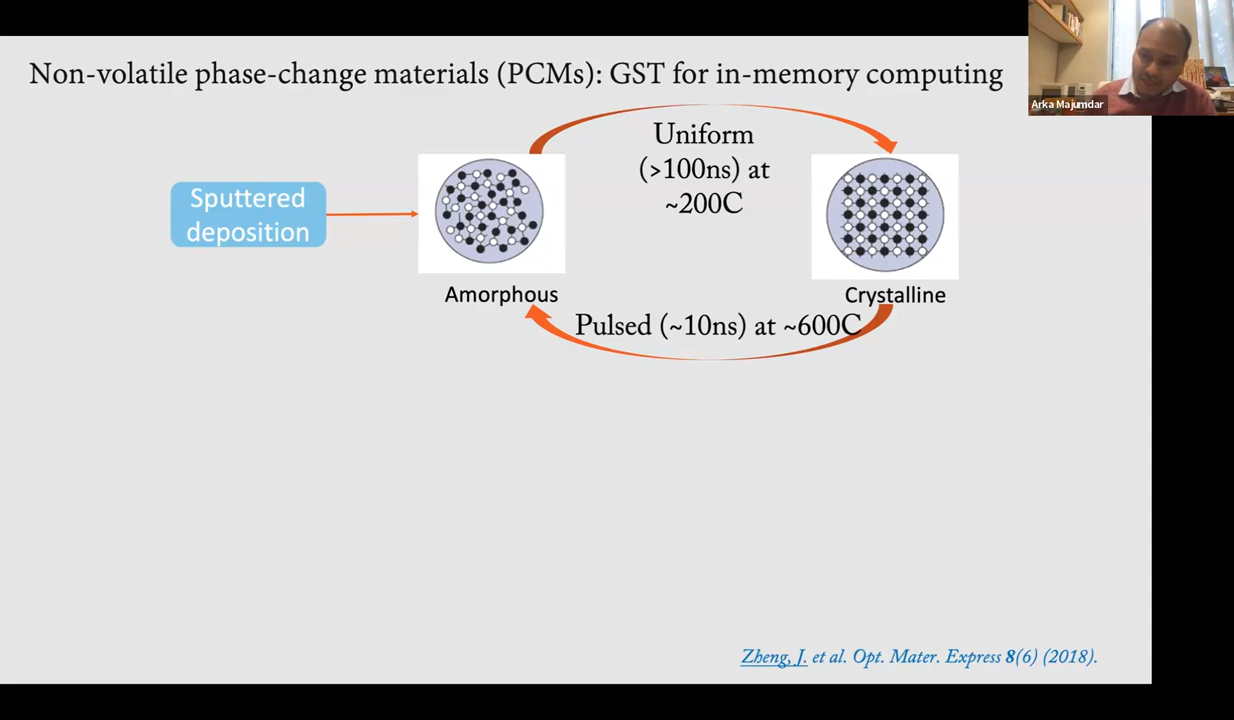 Non-volatile phase-change materials (PCMs): GST for in-memory computing
Arka Majumdar
Uniform
(>100ns) at
~200C
Sputtered
deposition
Amorphous
Crystalline
Pulsed (~10ns) at ~600C
Zheng, J. et al. Opt. Mater. Express 8(6) (2018).